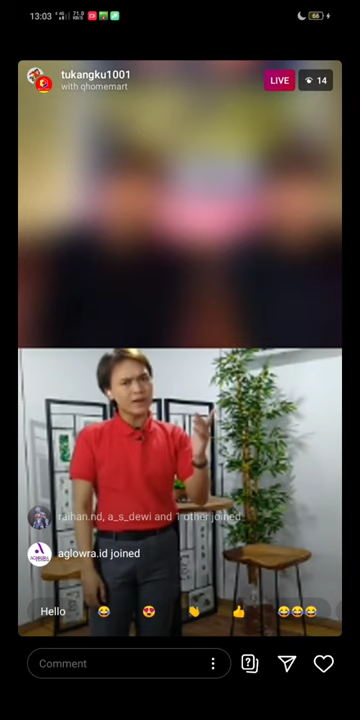 13:03
66
tukangku1001
with qhomemart
LIVE
14
raihan.nd, a_s_dewi and 1 other joined
aglowra.id joined
Hello
Comment